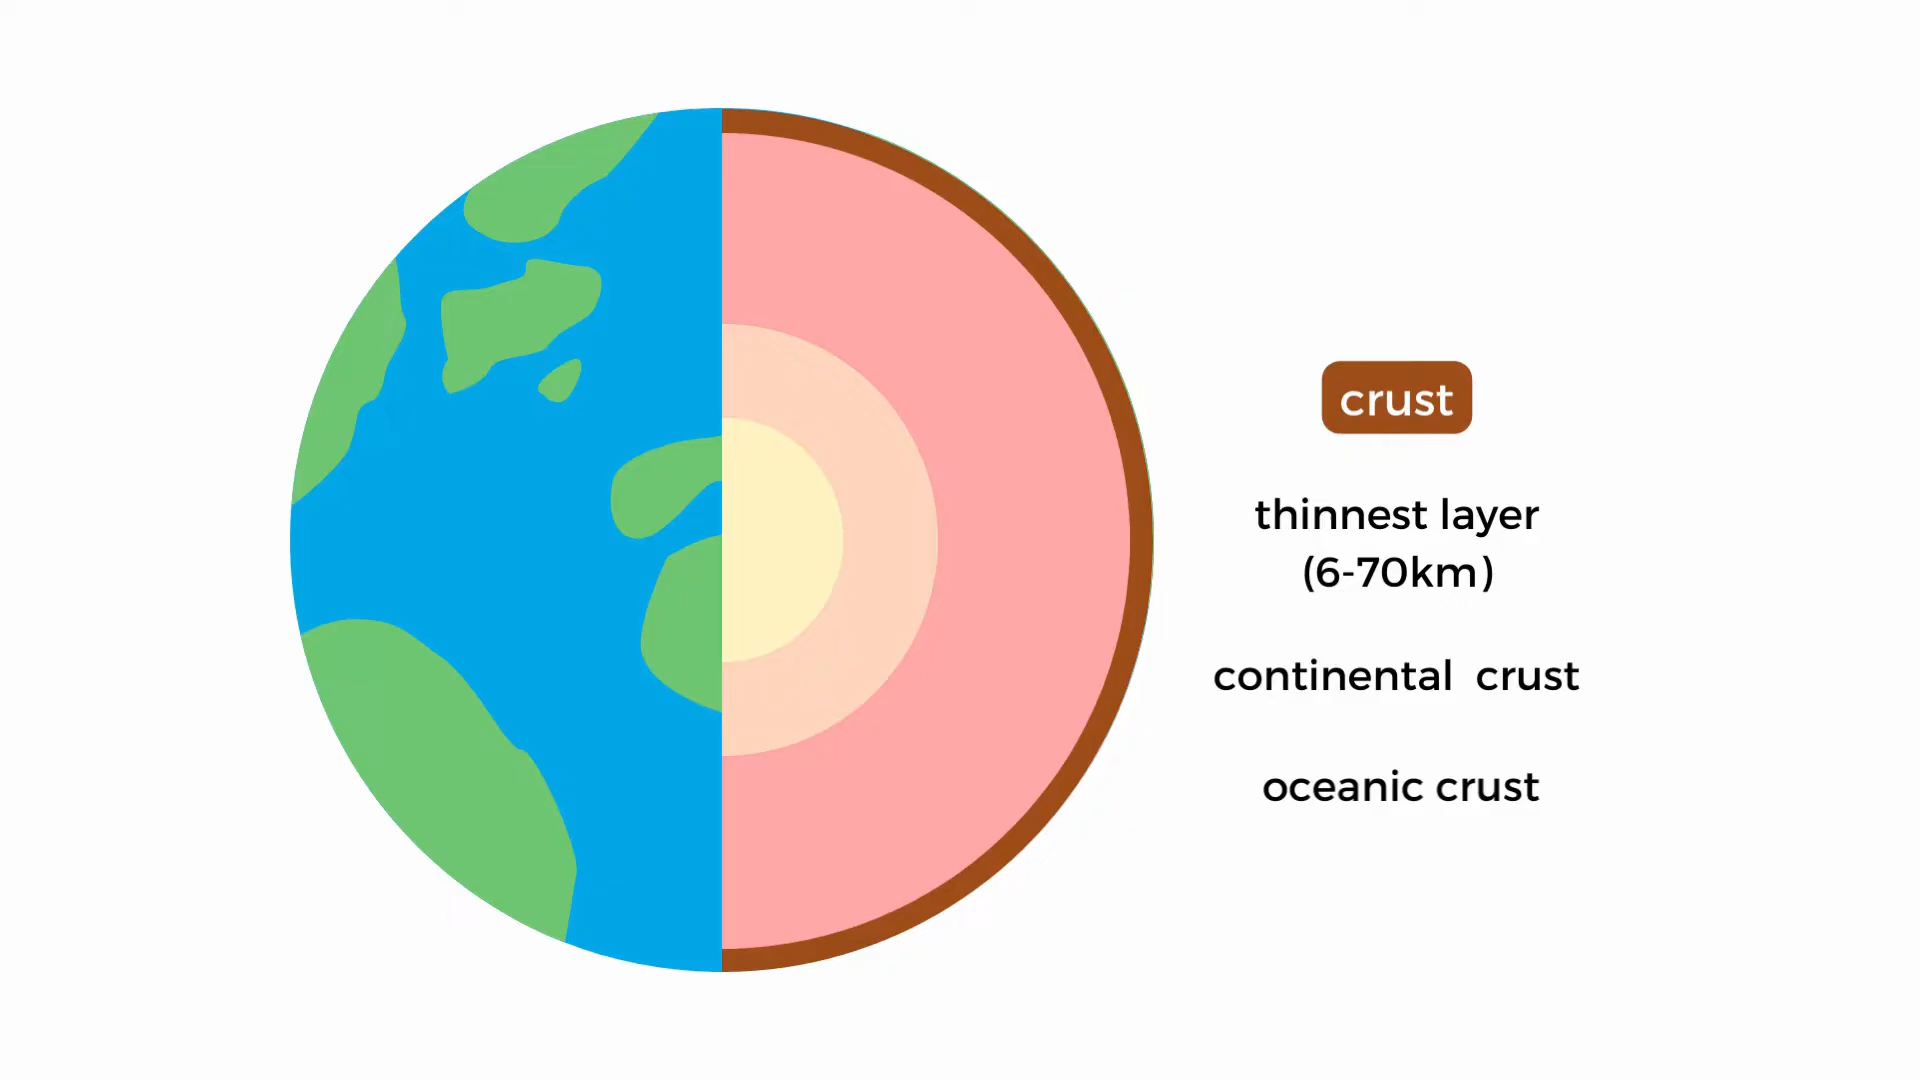 crust
thinnest layer
(6-70km)
continental crust
oceanic crust